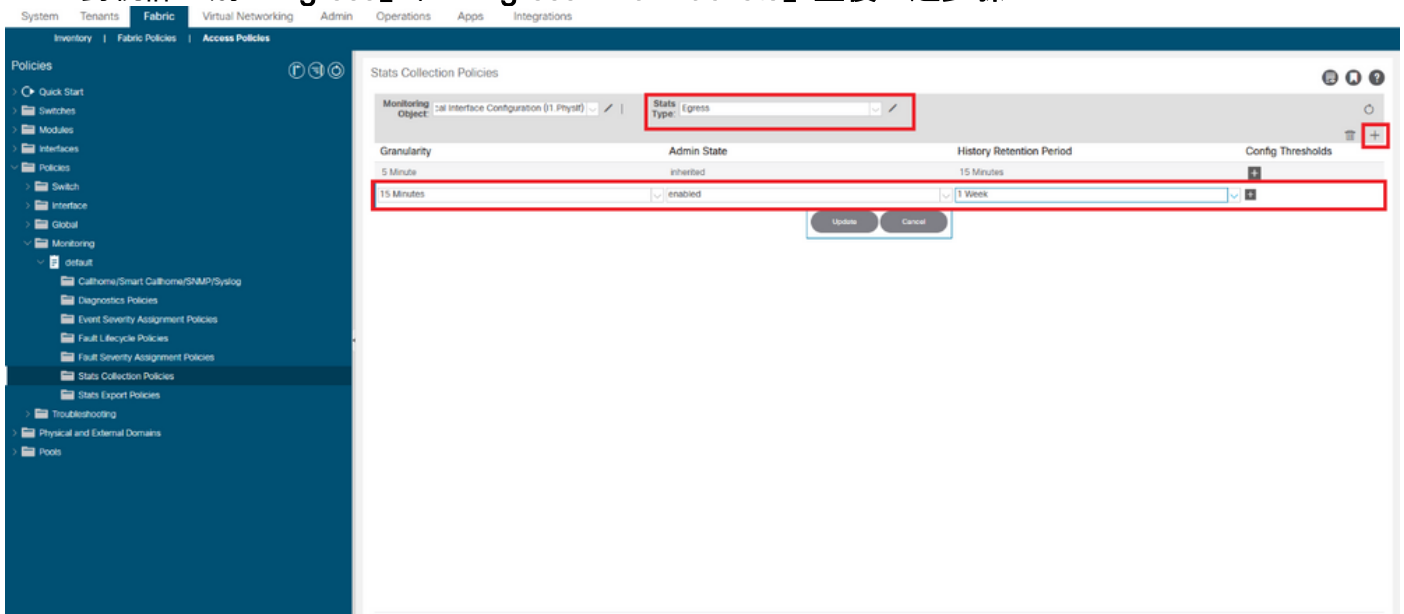 System Tenants Fabric Virtual Networking Admin Operations Apps Integrations
Inventory | Fabric Policies | Access Policies
Policies
Quick Start
Switches
Modules
Interfaces
Policies
Switch
Interface
Global
Monitoring
default
Callhome/Smart Callhome/SNMP/Syslog
Diagnostics Policies
Event Severity Assignment Policies
Fault Lifecycle Policies
Fault Severity Assignment Policies
Stats Collection Policies
Stats Export Policies
Troubleshooting
Physical and External Domains
Pools
Stats Collection Policies
Monitoring Object: cal Interface Configuration (l1.PhysIf) | Stats Type: Egress
Granularity Admin State History Retention Period Config Thresholds
5 Minute inherited 15 Minutes
15 Minutes enabled 1 Week
Update Cancel